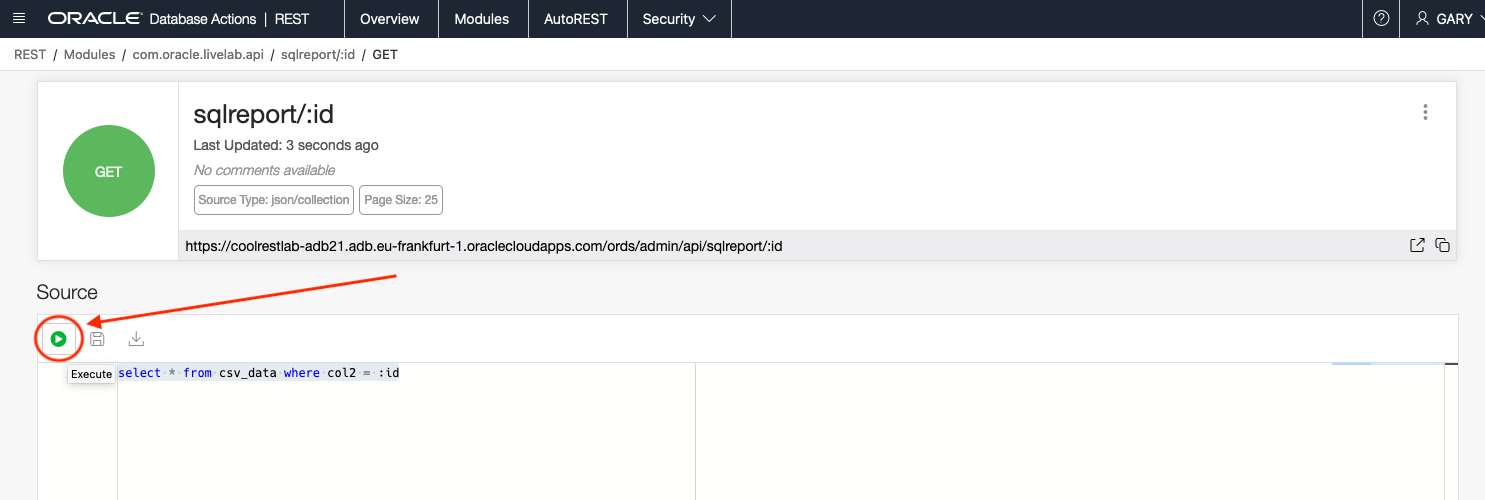 ORACLE Database Actions | REST Overview Modules AutoREST Security GARY
REST / Modules / com.oracle.livelab.api / sqlreport/:id / GET
GET
sqlreport/:id
Last Updated: 3 seconds ago
No comments available
Source Type: json/collection Page Size: 25
https://coolrestlab-adb21.adb.eu-frankfurt-1.oraclecloudapps.com/ords/admin/api/sqlreport/:id
Source
Execute
select * from csv_data where col2 = :id